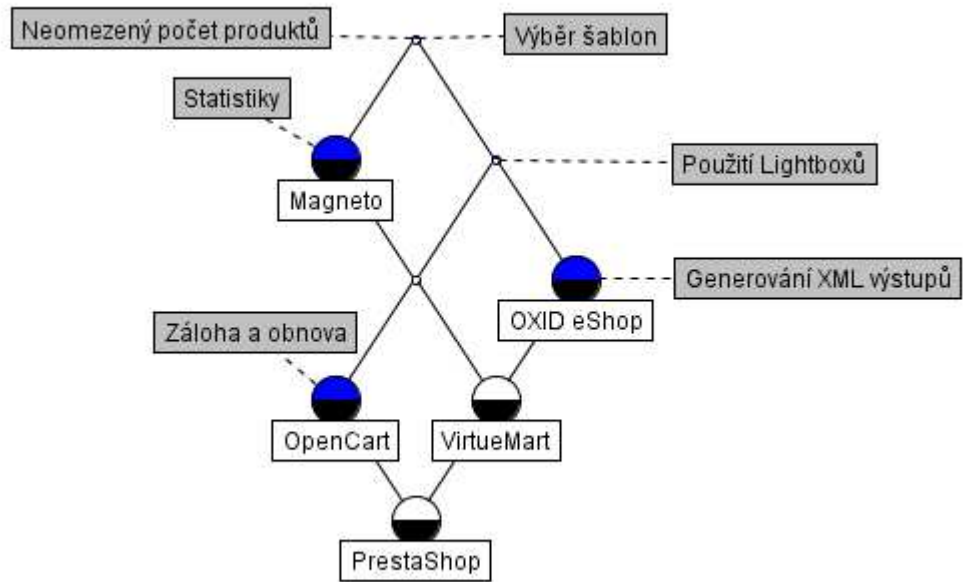 Neomezený počet produktů
Výběr šablon
Statistiky
Použití Lightboxů
Magneto
Generování XML výstupů
OXID eShop
Záloha a obnova
OpenCart
VirtueMart
PrestaShop